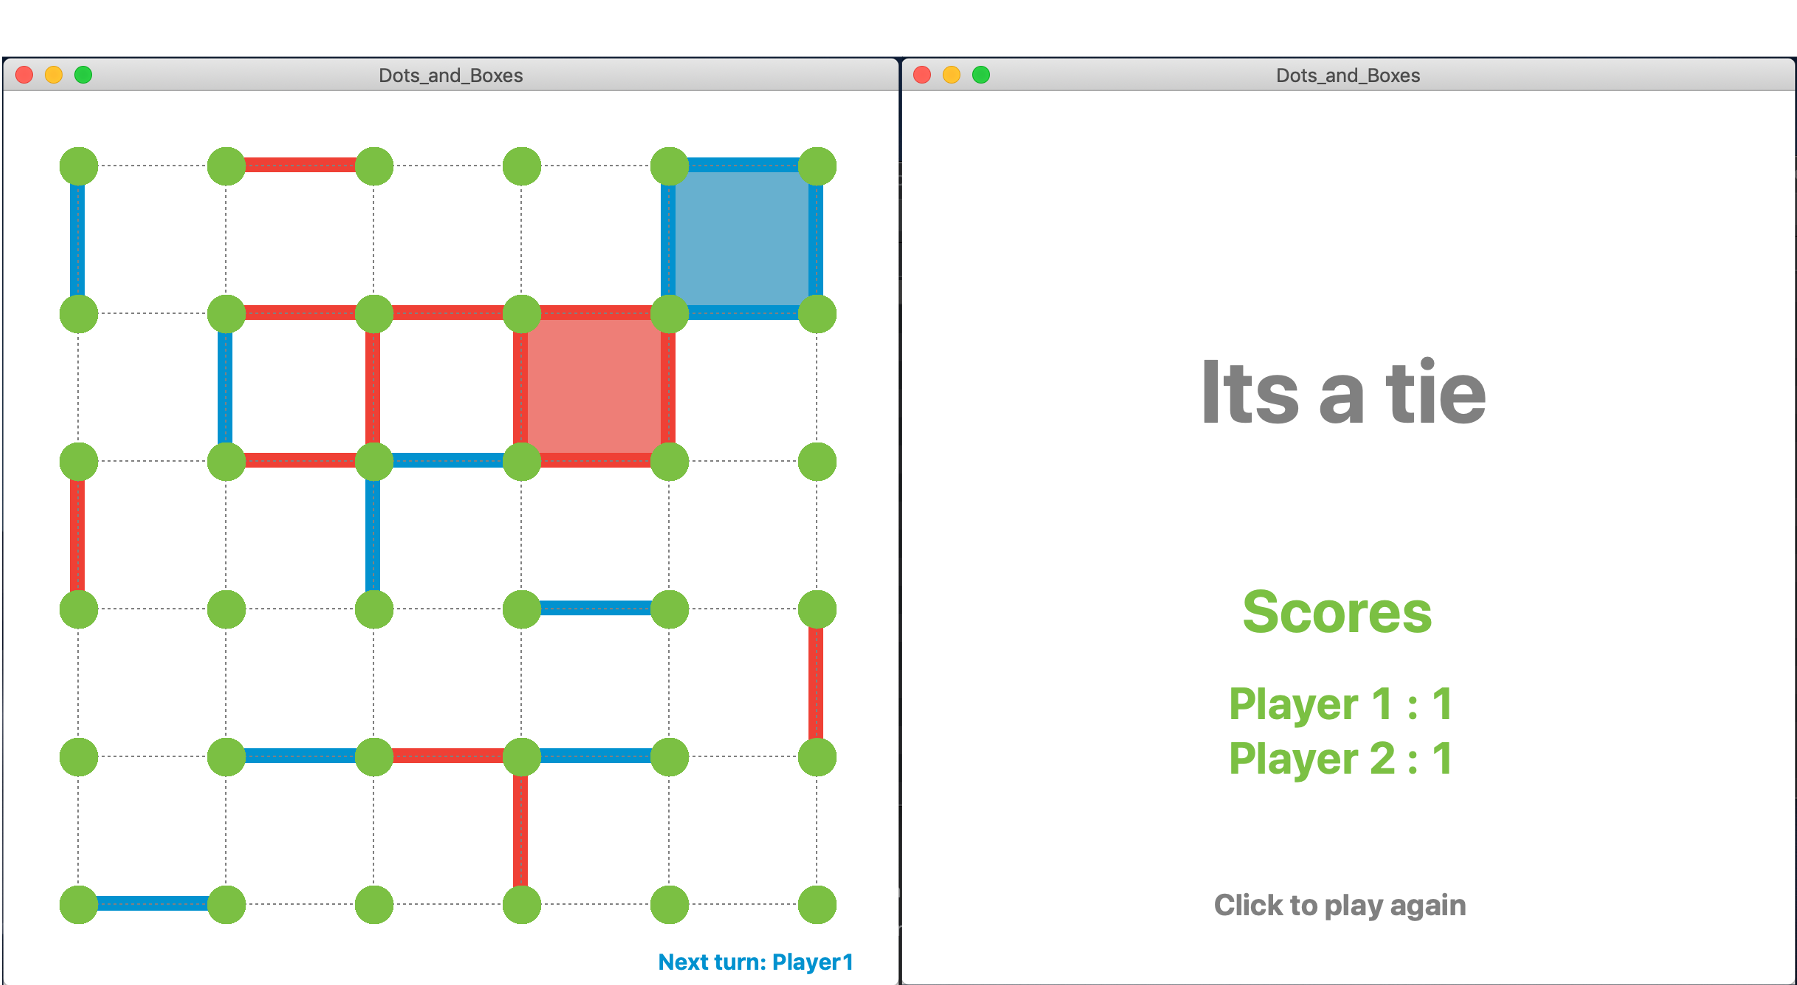 Dots_and_Boxes
Next turn: Player1
Dots_and_Boxes
Its a tie
Scores
Player 1 : 1
Player 2 : 1
Click to play again